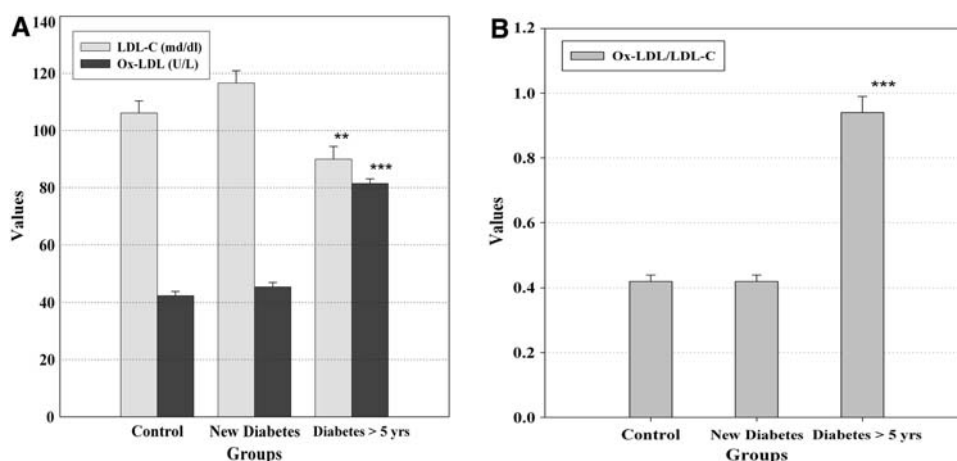 A
140
120
100
80
60
40
20
0
Values
LDL-C (md/dl)
Ox-LDL (U/L)
**
***
Control
New Diabetes
Diabetes > 5 yrs
Groups
B
1.2
1.0
0.8
0.6
0.4
0.2
0.0
Values
Ox-LDL/LDL-C
***
Control
New Diabetes
Diabetes > 5 yrs
Groups